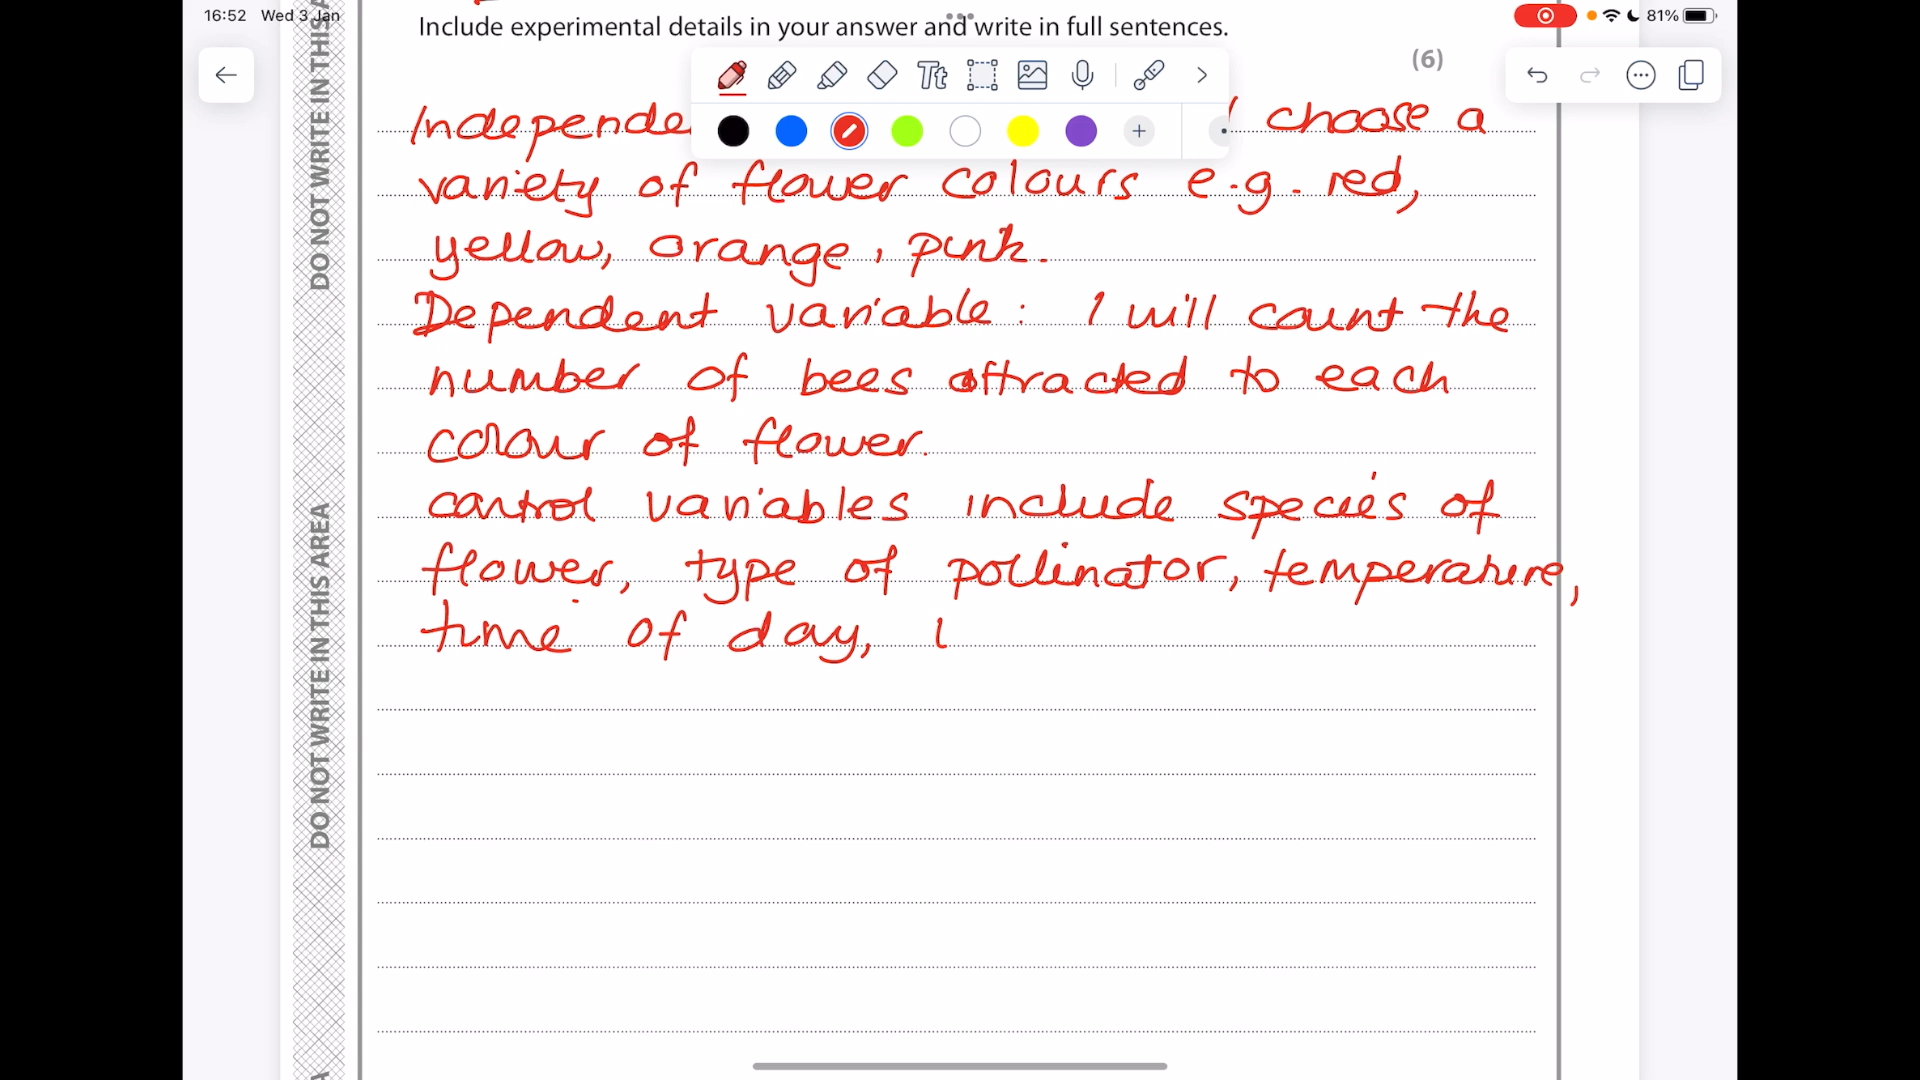 16:52 Wed 3 Jan
81%
Include experimental details in your answer and write in full sentences.
(6)
Tt
choose a
variety of flower colours e.g. red,
yellow, orange, pink.
Dependent variable: I will count the
number of bees attracted to each
colour of flower.
control variables include species of
flower, type of pollinator, temperature,
time of day, l
DO NOT WRITE IN THIS A
DO NOT WRITE IN THIS AREA